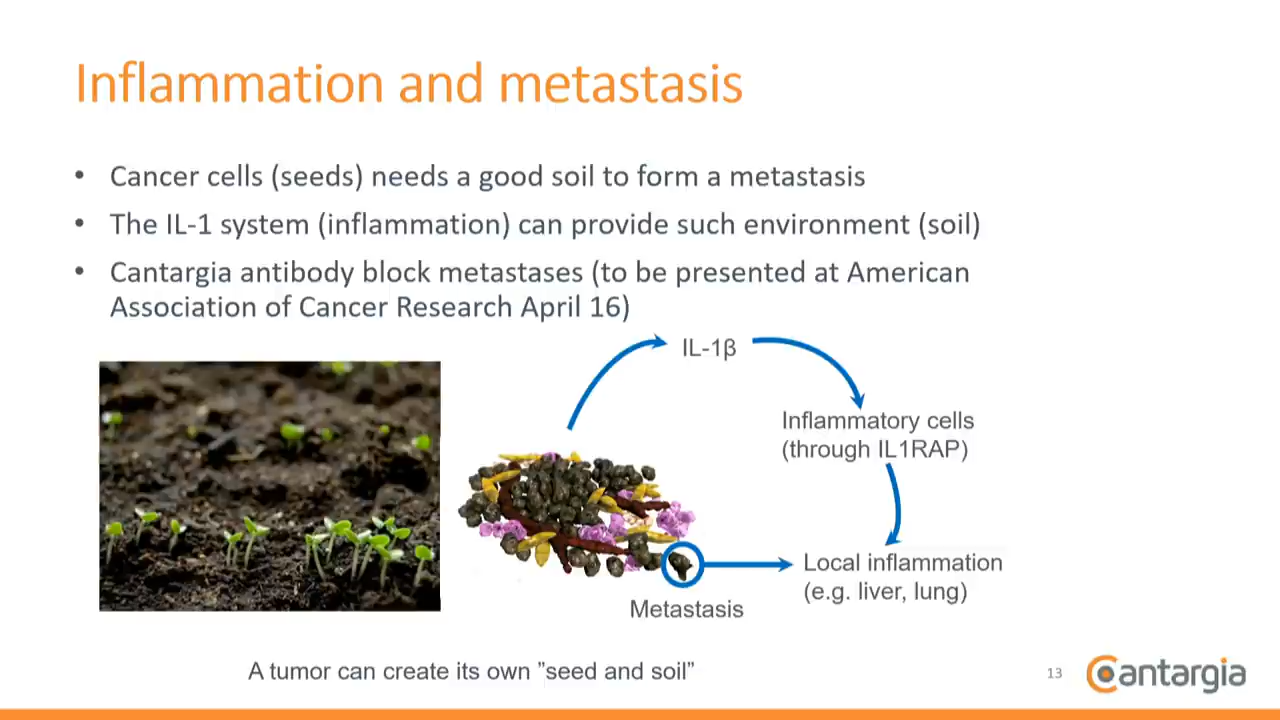 Inflammation and metastasis
• Cancer cells (seeds) needs a good soil to form a metastasis
• The IL-1 system (inflammation) can provide such environment (soil)
• Cantargia antibody block metastases (to be presented at American
Association of Cancer Research April 16)
IL-1β
Inflammatory cells
(through IL1RAP)
Local inflammation
(e.g. liver, lung)
Metastasis
A tumor can create its own ”seed and soil”
13
Cantargia